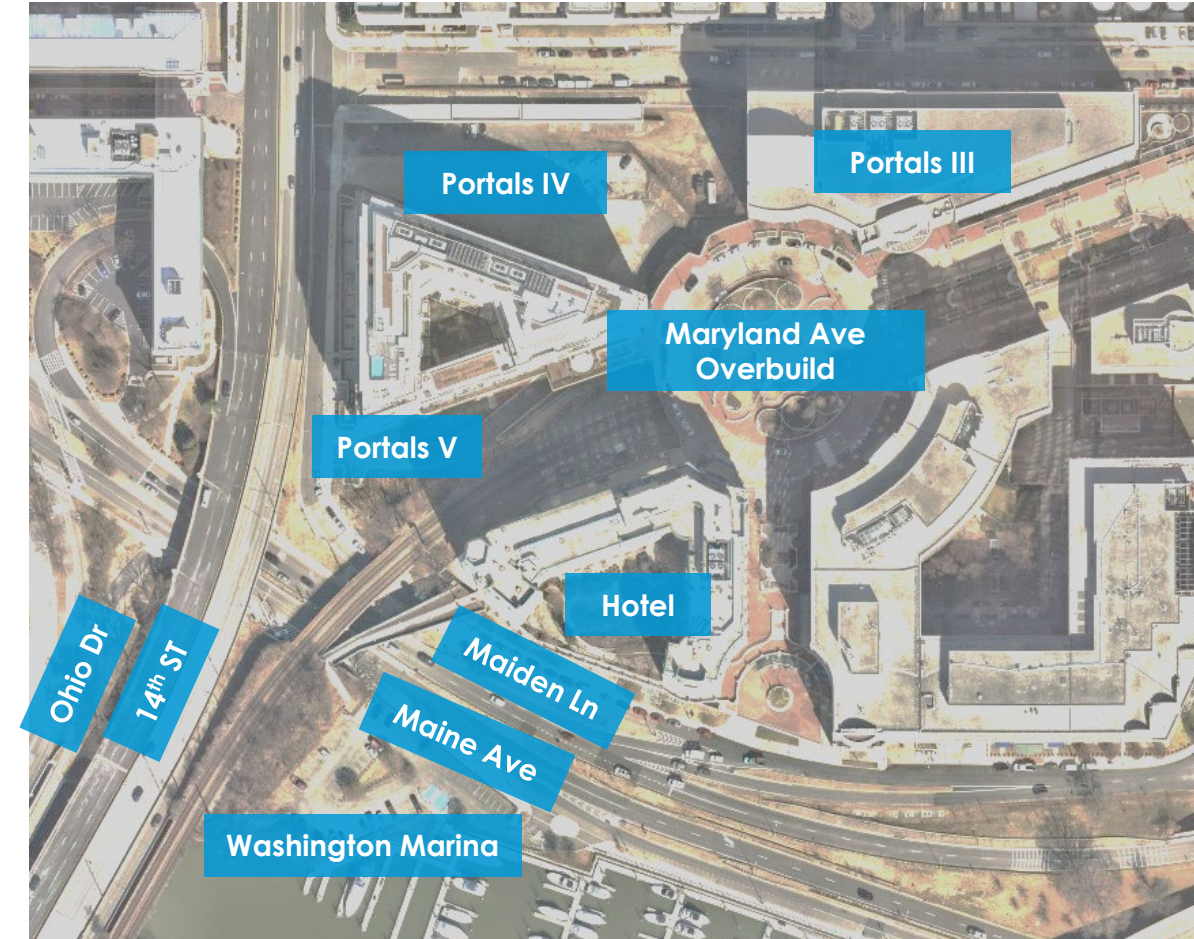 Portals III
Portals IV
Maryland Ave
Overbuild
Portals V
Hotel
Maiden Ln
Ohio Dr
14th ST
Maine Ave
Washington Marina